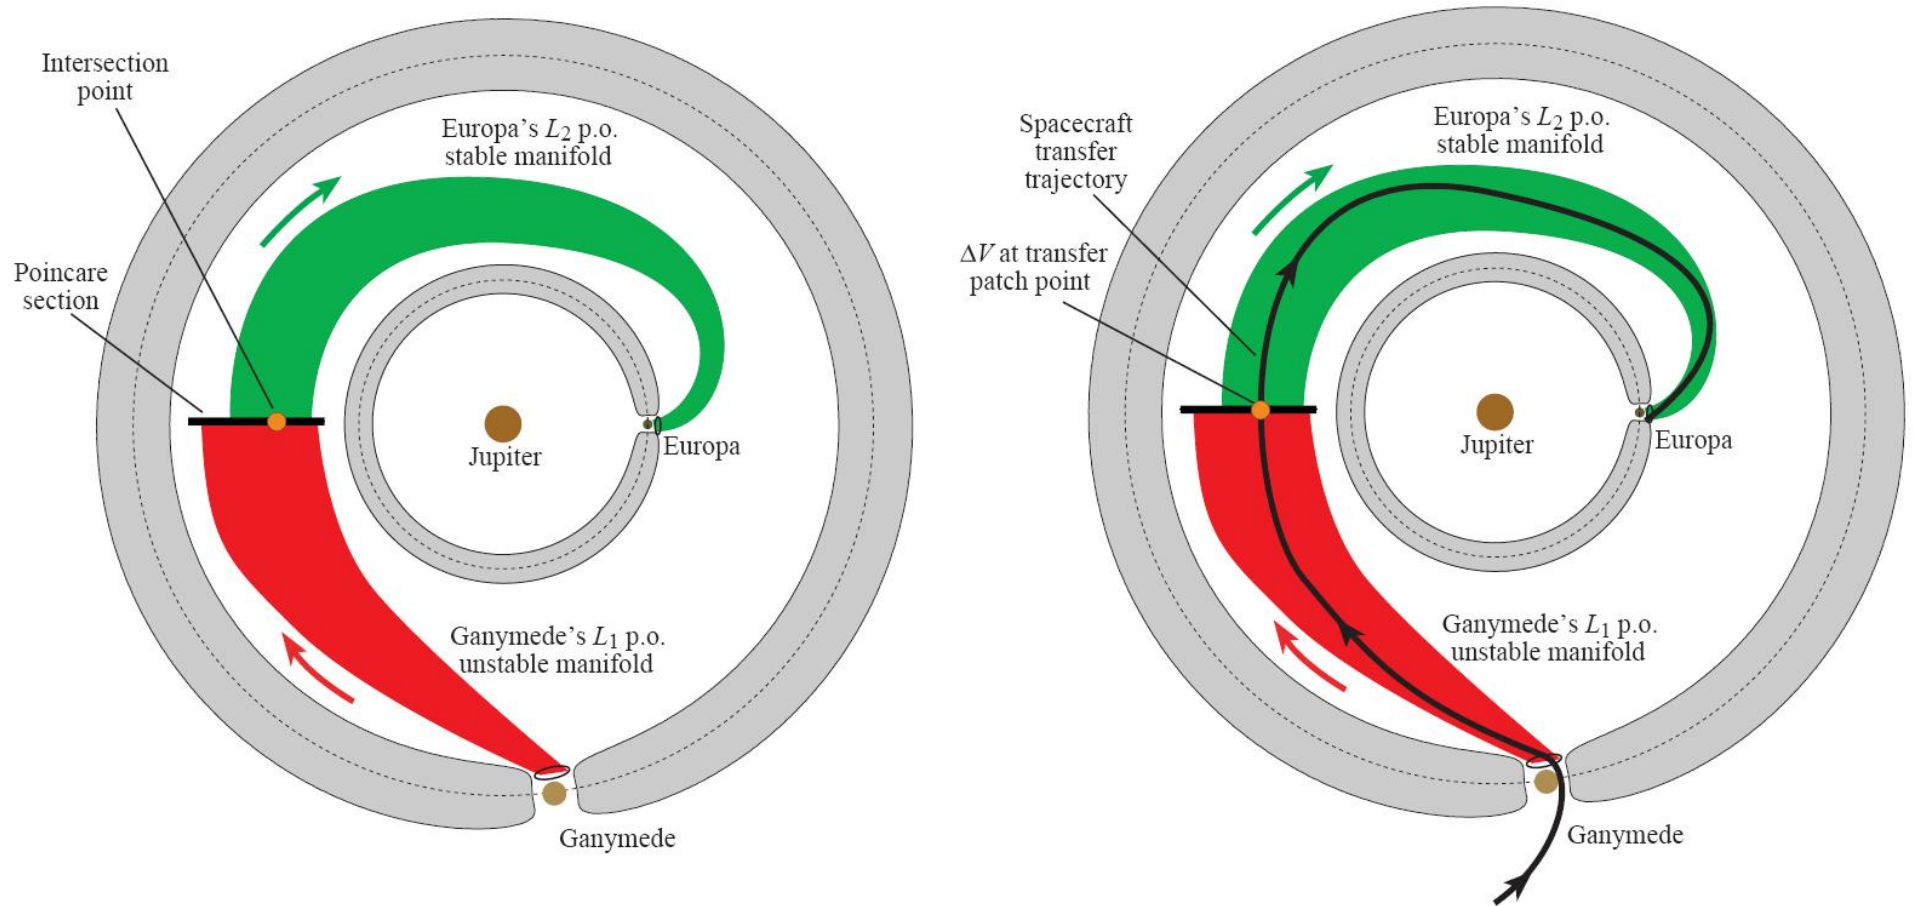 Intersection
point
Europa's L2 p.o.
stable manifold
Poincare
section
Jupiter
Europa
Ganymede's L1 p.o.
unstable manifold
Ganymede
Spacecraft
transfer
trajectory
Europa's L2 p.o.
stable manifold
ΔV at transfer
patch point
Jupiter
Europa
Ganymede's L1 p.o.
unstable manifold
Ganymede